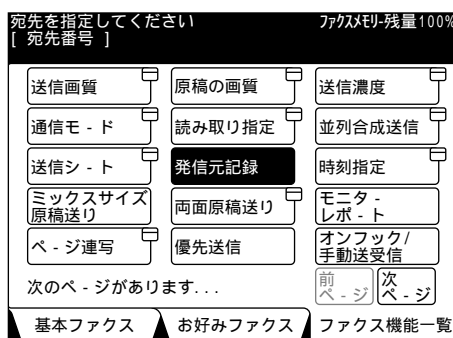 宛先を指定してください ファクスメモリー残量100%
[ 宛先番号 ]
送信画質 原稿の画質 送信濃度
通信モ - ド 読み取り指定 並列合成送信
送信シ - ト 発信元記録 時刻指定
ミックスサイズ
原稿送り
両面原稿送り
モニタ -
レポ - ト
ペ - ジ連写 優先送信
オンフック/
手動送受信
次のペ - ジがあります...
前
ペ - ジ
次
ペ - ジ
基本ファクス お好みファクス ファクス機能一覧